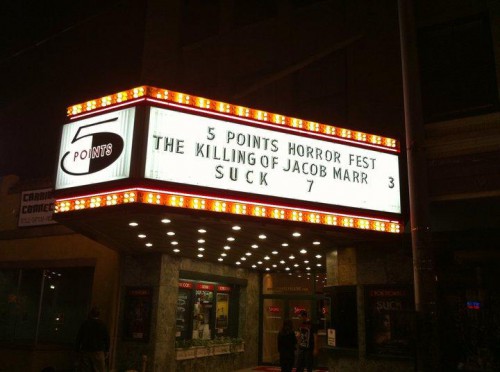 5
POINTS
5 POINTS HORROR FEST
THE KILLING OF JACOB MARR 3
SUCK 7